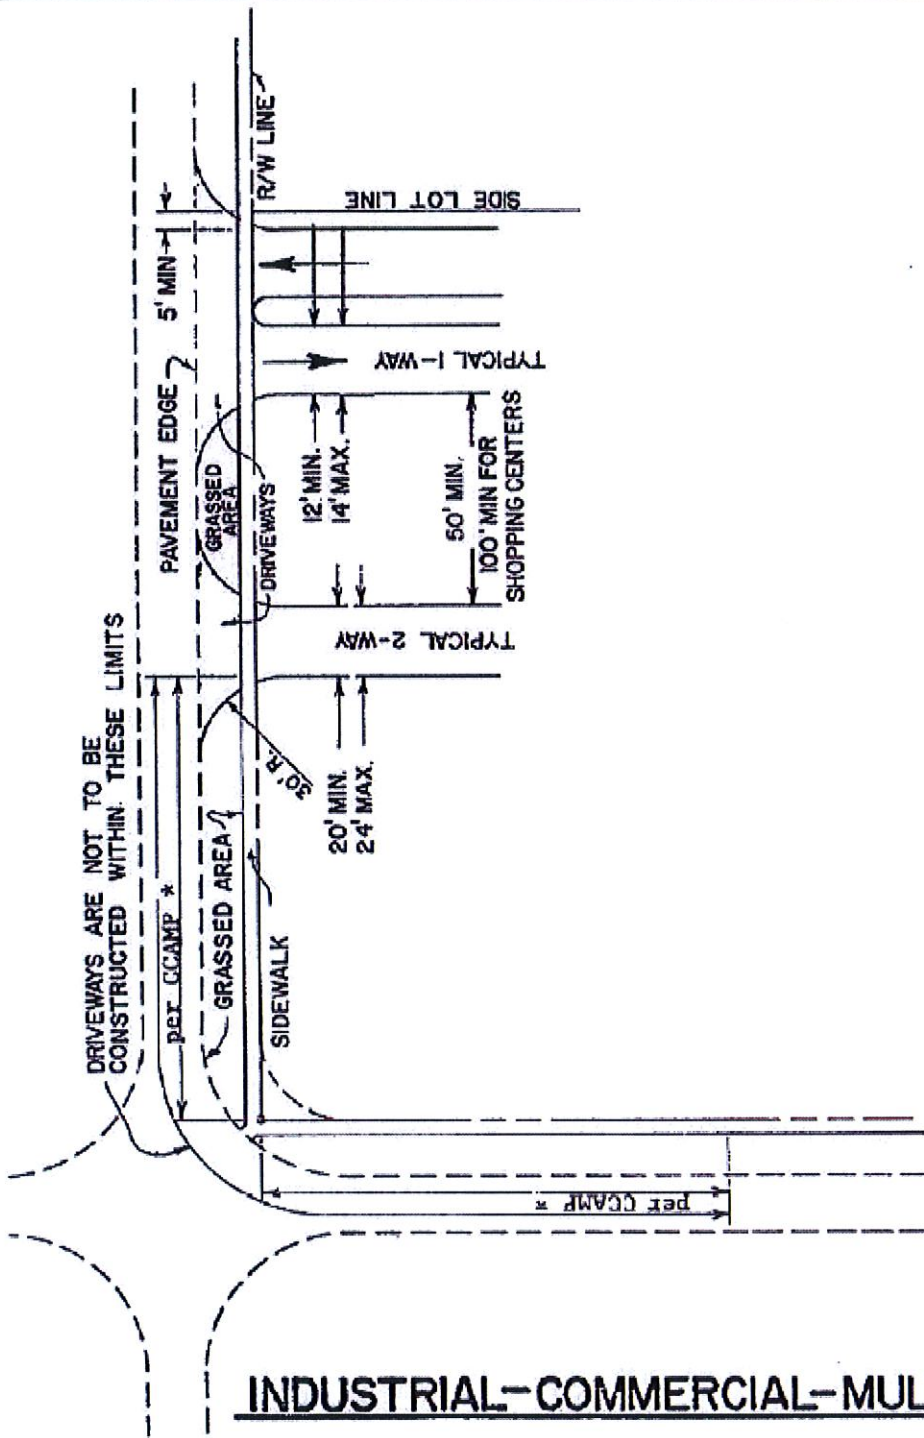 DRIVEWAYS ARE NOT TO BE
CONSTRUCTED WITHIN THESE LIMITS
per CCAMP *
PAVEMENT EDGE
5' MIN
GRASSED AREA
GRASSED
AREA
R/W LINE
SIDEWALK
30' R.
DRIVEWAYS
SIDE LOT LINE
20' MIN.
24' MAX.
TYPICAL 2-WAY
12' MIN.
14' MAX.
TYPICAL 1-WAY
50' MIN.
100' MIN FOR
SHOPPING CENTERS
per CCAMP *
INDUSTRIAL-COMMERCIAL-MUL